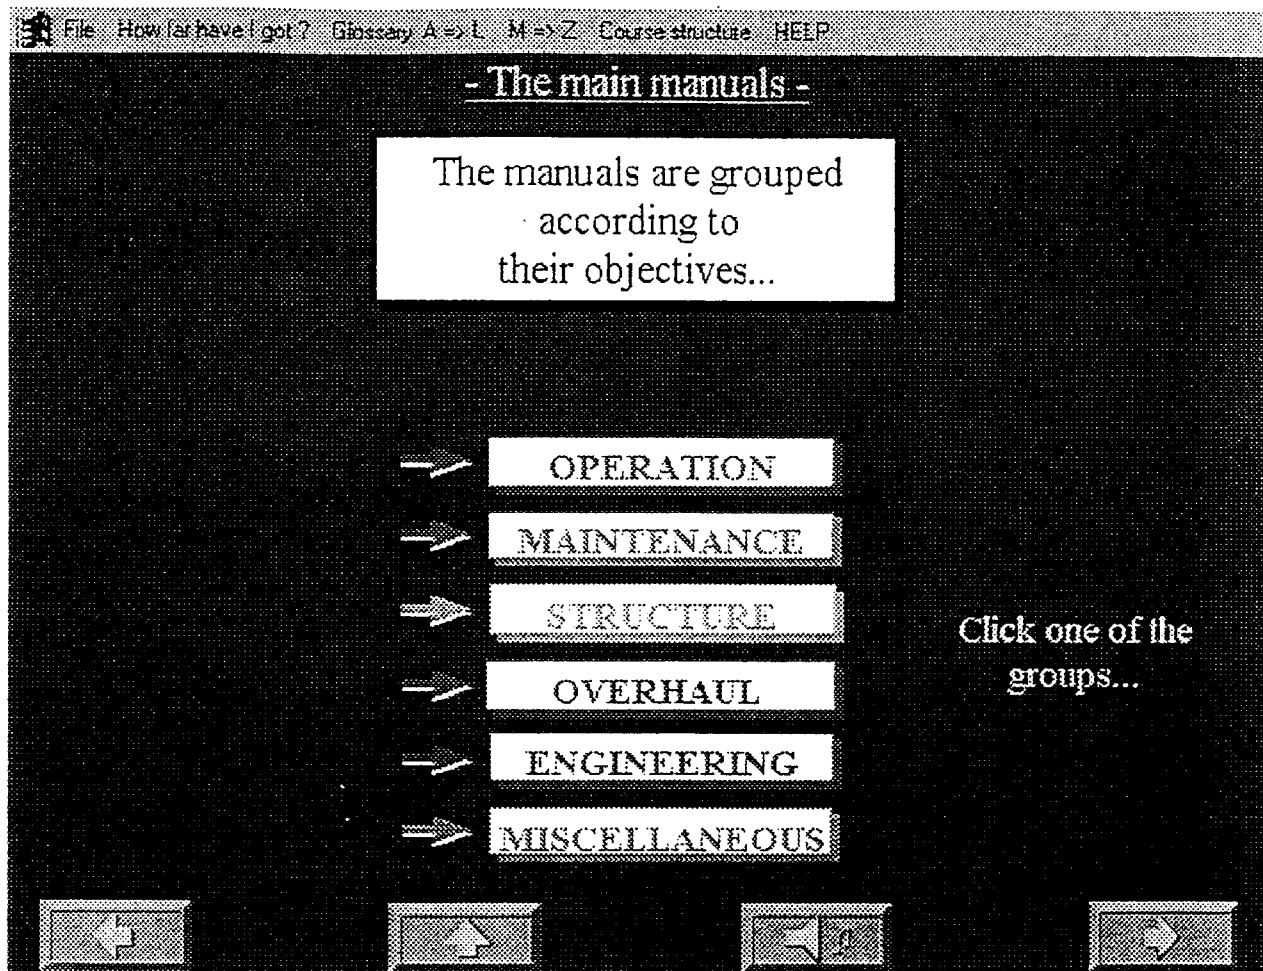 File How far have I got ? Glossary A => L M => Z Course structure HELP
- The main manuals -
The manuals are grouped
according to
their objectives...
OPERATION
MAINTENANCE
STRUCTURE
OVERHAUL
ENGINEERING
MISCELLANEOUS
Click one of the
groups...